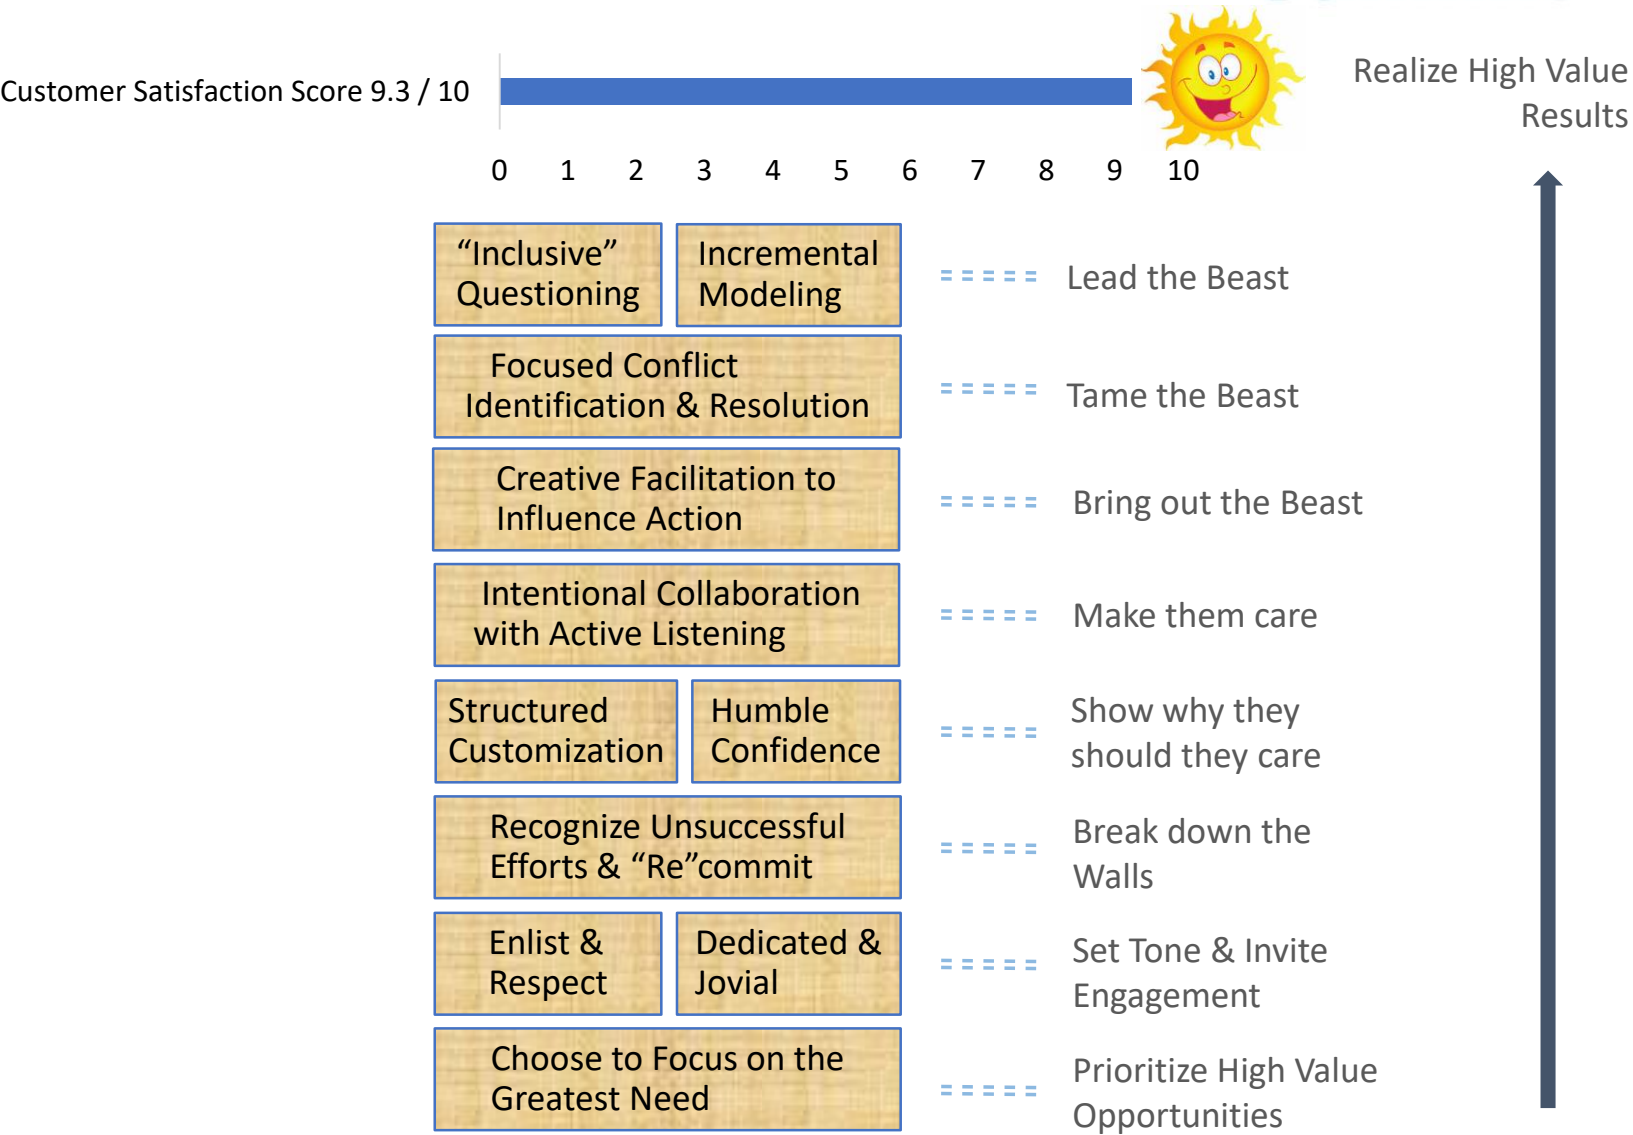 Customer Satisfaction Score 9.3 / 10
Realize High Value
Results
0 1 2 3 4 5 6 7 8 9 10
“Inclusive”
Questioning
Incremental
Modeling
= = = = =
Lead the Beast
Focused Conflict
Identification & Resolution
= = = = =
Tame the Beast
Creative Facilitation to
Influence Action
= = = = =
Bring out the Beast
Intentional Collaboration
with Active Listening
= = = = =
Make them care
Structured
Customization
Humble
Confidence
= = = = =
Show why they
should they care
Recognize Unsuccessful
Efforts & “Re”commit
= = = = =
Break down the
Walls
Enlist &
Respect
Dedicated &
Jovial
= = = = =
Set Tone & Invite
Engagement
Choose to Focus on the
Greatest Need
= = = = =
Prioritize High Value
Opportunities